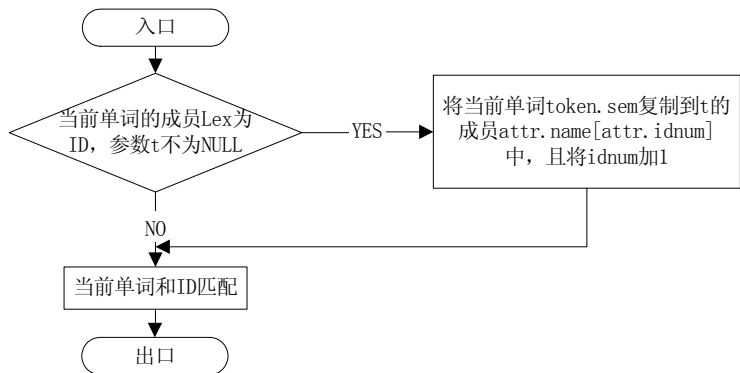 入口
当前单词的成员Lex为
ID，参数t不为NULL
YES
将当前单词token.sem复制到t的
成员attr.name[attr.idnum]
中，且将idnum加1
NO
当前单词和ID匹配
出口